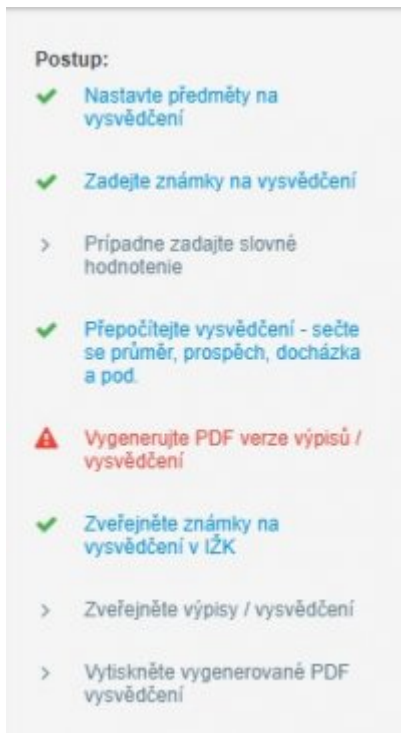 Postup:
Nastavte předměty na
vysvědčení
Zadejte známky na vysvědčení
Prípadne zadajte slovné
hodnotenie
Přepočítejte vysvědčení - sečte
se průměr, prospěch, docházka
a pod.
Vygenerujte PDF verze výpisů /
vysvědčení
Zveřejněte známky na
vysvědčení v IŽK
Zveřejněte výpisy / vysvědčení
Vytiskněte vygenerované PDF
vysvědčení